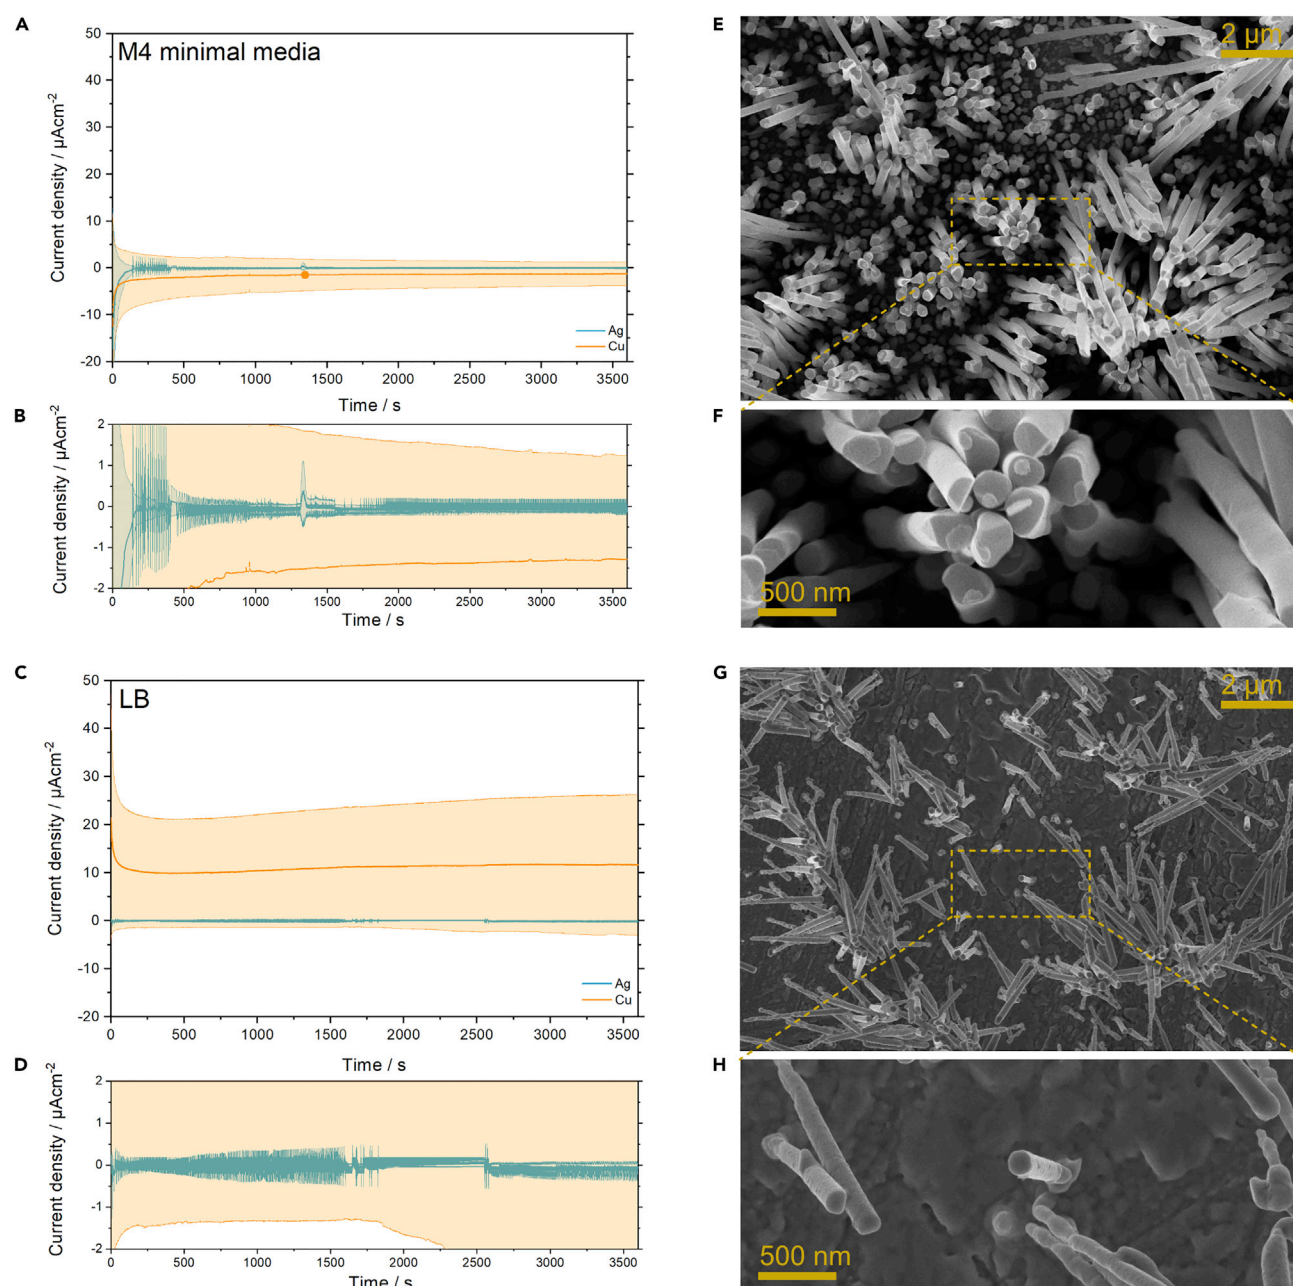 A
M4 minimal media
Current density / µAcm⁻²
50
40
30
20
10
0
-10
-20
Ag
Cu
0
500
1000
1500
2000
2500
3000
3500
Time / s
B
Current density / µAcm⁻²
2
1
0
-1
-2
0
500
1000
1500
2000
2500
3000
3500
Time / s
C
LB
Current density / µAcm⁻²
50
40
30
20
10
0
-10
-20
Ag
Cu
0
500
1000
1500
2000
2500
3000
3500
Time / s
D
Current density / µAcm⁻²
2
1
0
-1
-2
0
500
1000
1500
2000
2500
3000
3500
Time / s
E
2 µm
F
500 nm
G
2 µm
H
500 nm